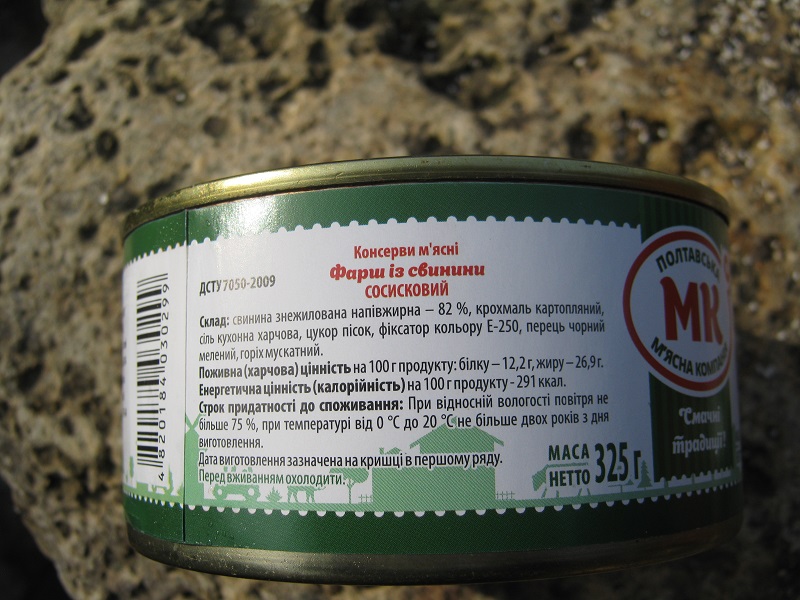 Консерви м'ясні
Фарш із свинини
СОСИСКОВИЙ
ДСТУ 7050-2009
Склад: свинина знежилована напівжирна – 82 %, крохмаль картопляний,
сіль кухонна харчова, цукор пісок, фіксатор кольору Е-250, перець чорний
мелений, горіх мускатний.
Поживна (харчова) цінність на 100 г продукту: білку – 12,2 г, жиру – 26,9 г.
Енергетична цінність (калорійність) на 100 г продукту - 291 ккал.
Строк придатності до споживання: При відносній вологості повітря не
більше 75 %, при температурі від 0 °С до 20 °С не більше двох років з дня
виготовлення.
Дата виготовлення зазначена на кришці в першому ряду.
Перед вживанням охолодити.
МАСА
НЕТТО 325 г
4 820184 030299
ПОЛТАВСЬКА
МК
М'ЯСНА КОМПАНІЯ
Смачні
традиції!